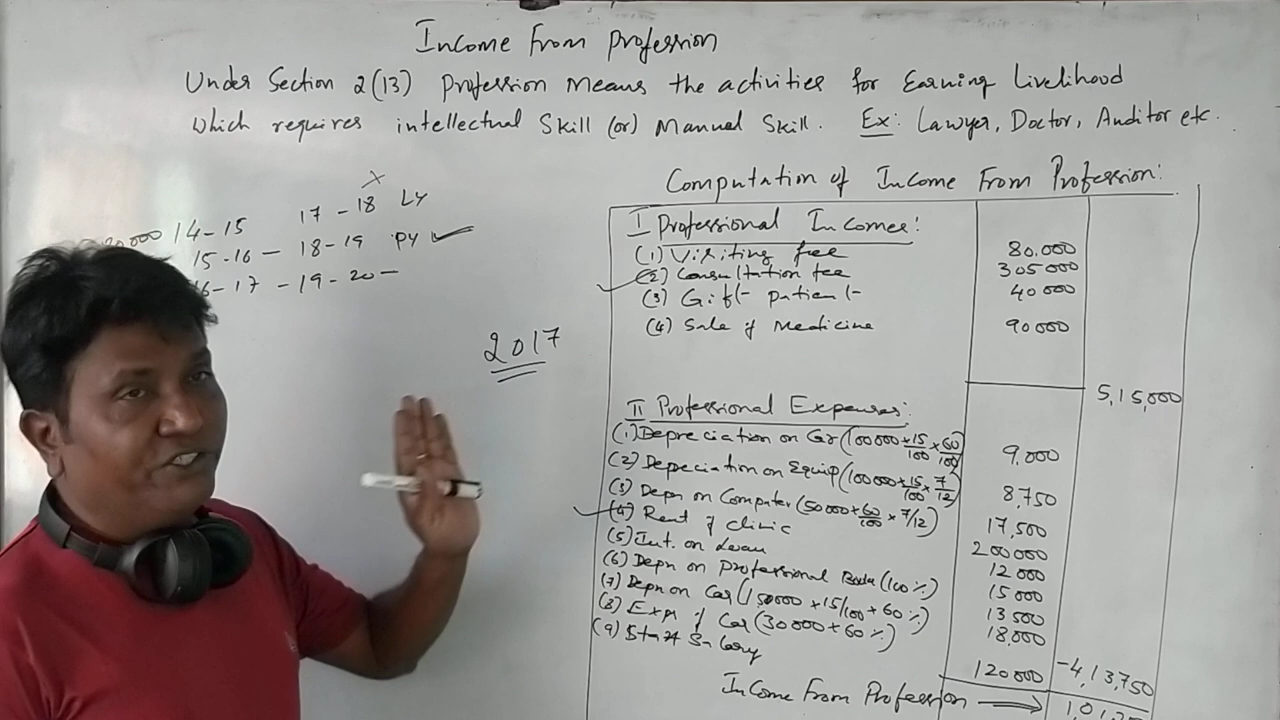 Income From Profession
Under Section 2(13) Profession Means the activities for Earning Livelihood
Which requires intellectual Skill (or) Manual Skill. Ex: Lawyer, Doctor, Auditor etc.
X
14-15 17-18 LY
15-16 - 18-19 PY ✓
6-17 - 19-20 -
2017
Computation of Income From Profession:
I Professional Incomes:
(1) Visiting fee 80,000
(2) Consultation fee 305000
(3) Gift- patient- 40000
(4) Sale of Medicine 90000
5,15,000
II Professional Expenses:
(1) Depreciation on Car (100000×15/100×60/100) 9,000
(2) Depeciation on Equip (100000×15/100×7/12) 8,750
(3) Depn on Computer (50000×60/100×7/12) 17,500
(4) Rent of clinic 200000
(5) Int. on Loan 12000
(6) Depn on Professional Books (100%) 15000
(7) Depn on Car (150000×15/100×60%) 13500
(8) Exp of Car (30000×60%) 18,000
(9) Staff Salary 120000 -4,13,750
Income From Profession →